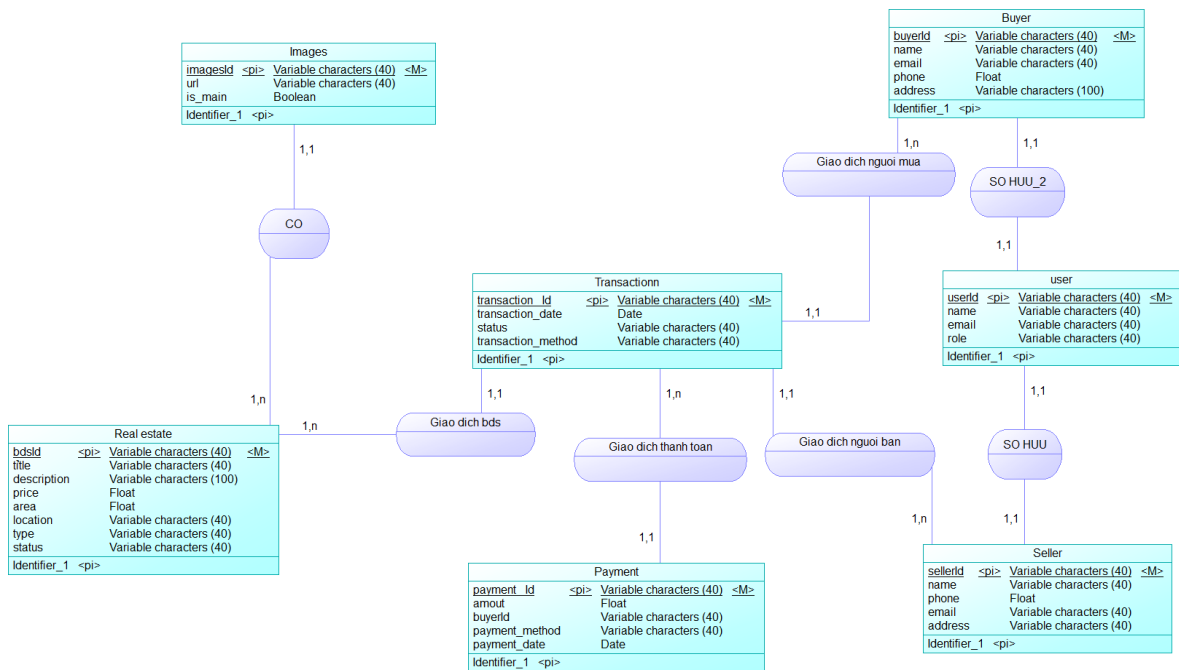 Images
imagesId <pi> Variable characters (40) <M>
url Variable characters (40)
is_main Boolean
Identifier_1 <pi>
1,1
CO
1,n
Buyer
buyerId <pi> Variable characters (40) <M>
name Variable characters (40)
email Variable characters (40)
phone Float
address Variable characters (100)
Identifier_1 <pi>
1,n
1,1
Giao dich nguoi mua
SO HUU_2
1,1
1,1
Transactionn
transaction_Id <pi> Variable characters (40) <M>
transaction_date Date
status Variable characters (40)
transaction_method Variable characters (40)
Identifier_1 <pi>
user
userId <pi> Variable characters (40) <M>
name Variable characters (40)
email Variable characters (40)
role Variable characters (40)
Identifier_1 <pi>
1,1
1,n
1,1
1,1
1,n
Giao dich bds
Giao dich thanh toan
Giao dich nguoi ban
SO HUU
Real estate
bdsId <pi> Variable characters (40) <M>
title Variable characters (40)
description Variable characters (100)
price Float
area Float
location Variable characters (40)
type Variable characters (40)
status Variable characters (40)
Identifier_1 <pi>
1,1
1,n
1,1
Payment
payment_Id <pi> Variable characters (40) <M>
amout Float
buyerId Variable characters (40)
payment_method Variable characters (40)
payment_date Date
Identifier_1 <pi>
Seller
sellerId <pi> Variable characters (40) <M>
name Variable characters (40)
phone Float
email Variable characters (40)
address Variable characters (40)
Identifier_1 <pi>